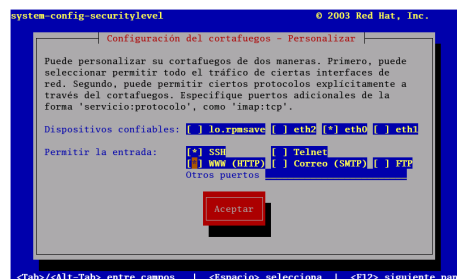 system-config-securitylevel © 2003 Red Hat, Inc.
Configuración del cortafuegos - Personalizar
Puede personalizar su cortafuegos de dos maneras. Primero, puede
seleccionar permitir todo el tráfico de ciertas interfaces de
red. Segundo, puede permitir ciertos protocolos explícitamente a
través del cortafuegos. Especifique puertos adicionales de la
forma 'servicio:protocolo', como 'imap:tcp'.
Dispositivos confiables: [ ] lo.rpmsave [ ] eth2 [*] eth0 [ ] eth1
Permitir la entrada: [*] SSH [ ] Telnet
[ ] WWW (HTTP) [ ] Correo (SMTP) [ ] FTP
Otros puertos
Aceptar
<Tab>/<Alt-Tab> entre campos | <Espacio> selecciona | <F12> siguiente pan